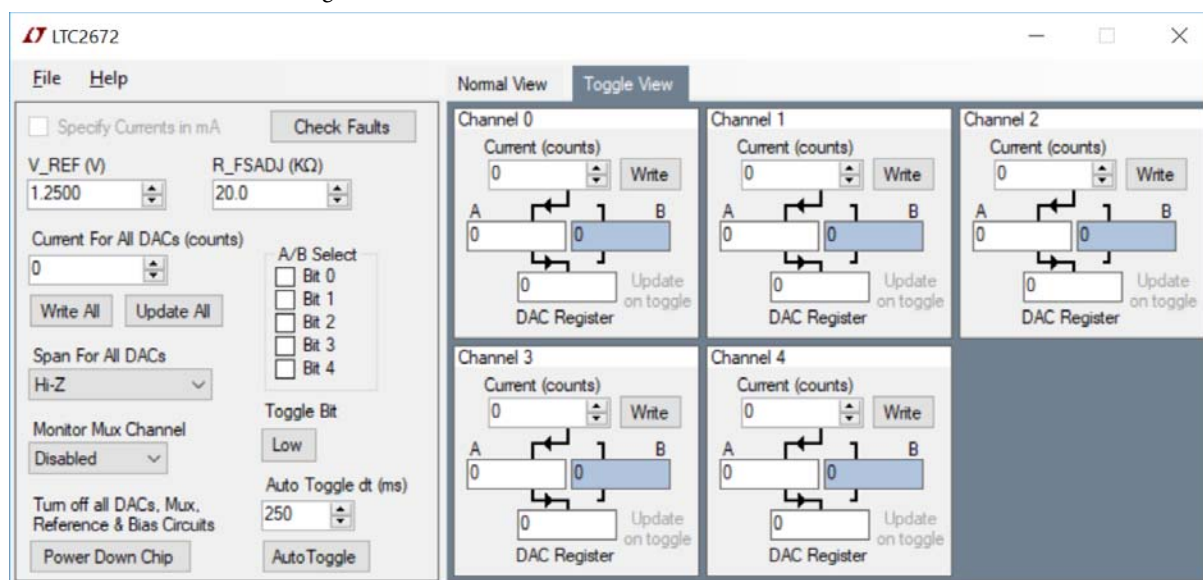 LTC2672
File Help
Specify Currents in mA
Check Faults
V_REF (V)
R_FSADJ (KΩ)
1.2500
20.0
Current For All DACs (counts)
0
Write All
Update All
A/B Select
Bit 0
Bit 1
Bit 2
Bit 3
Bit 4
Span For All DACs
Hi-Z
Monitor Mux Channel
Disabled
Toggle Bit
Low
Turn off all DACs, Mux,
Reference & Bias Circuits
Power Down Chip
Auto Toggle dt (ms)
250
AutoToggle
Normal View
Toggle View
Channel 0
Current (counts)
0
Write
A B
0 0
0
Update
on toggle
DAC Register
Channel 1
Current (counts)
0
Write
A B
0 0
0
Update
on toggle
DAC Register
Channel 2
Current (counts)
0
Write
A B
0 0
0
Update
on toggle
DAC Register
Channel 3
Current (counts)
0
Write
A B
0 0
0
Update
on toggle
DAC Register
Channel 4
Current (counts)
0
Write
A B
0 0
0
Update
on toggle
DAC Register